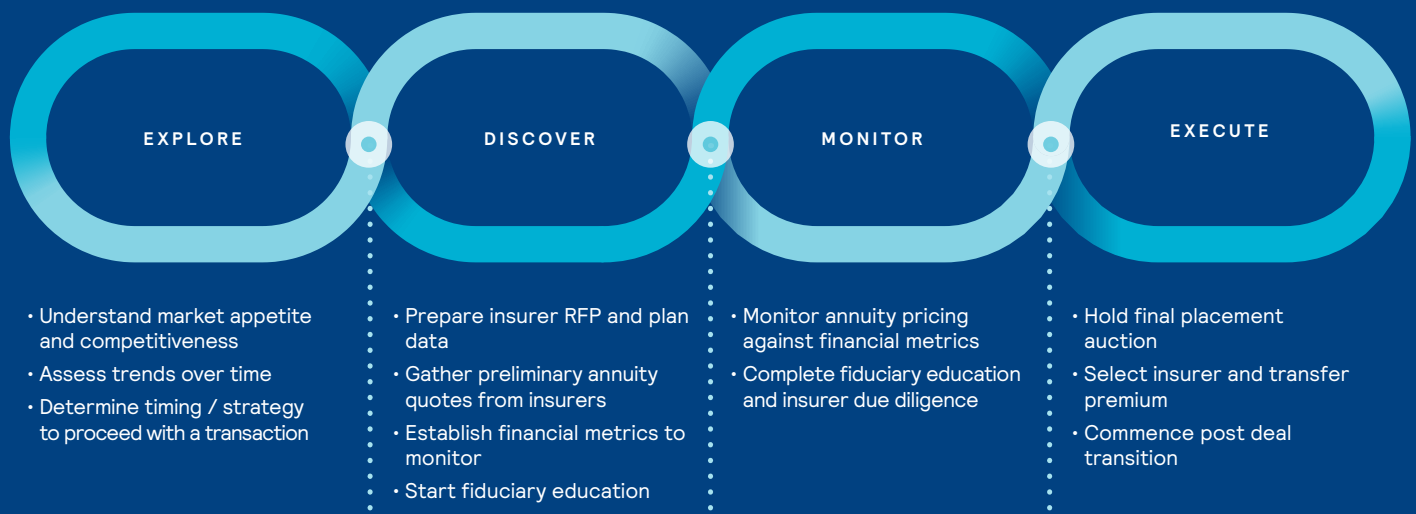 EXPLORE
DISCOVER
MONITOR
EXECUTE
• Understand market appetite
and competitiveness
• Assess trends over time
• Determine timing / strategy
to proceed with a transaction
• Prepare insurer RFP and plan
data
• Gather preliminary annuity
quotes from insurers
• Establish financial metrics to
monitor
• Start fiduciary education
• Monitor annuity pricing
against financial metrics
• Complete fiduciary education
and insurer due diligence
• Hold final placement
auction
• Select insurer and transfer
premium
• Commence post deal
transition